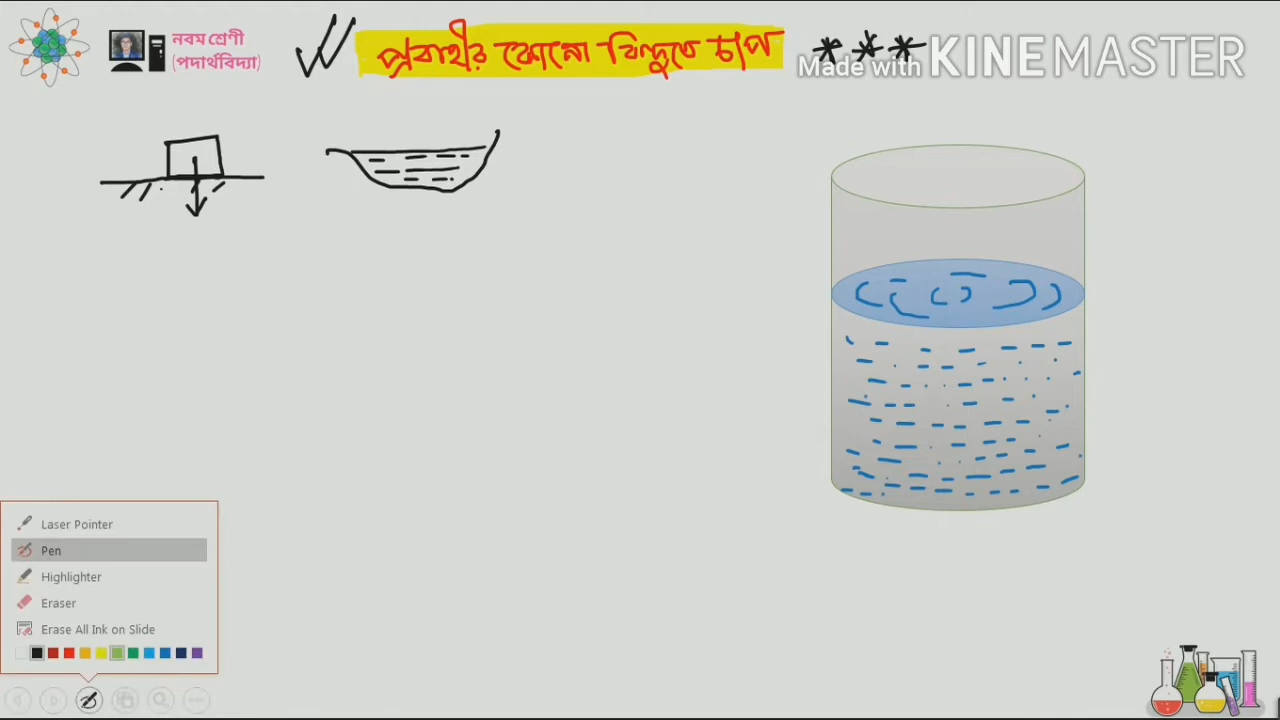 নবম শ্রেণী
(পদার্থবিদ্যা)
প্রবাহীর কোনো বিন্দুতে চাপ ***
Made with KINEMASTER
Laser Pointer
Pen
Highlighter
Eraser
Erase All Ink on Slide